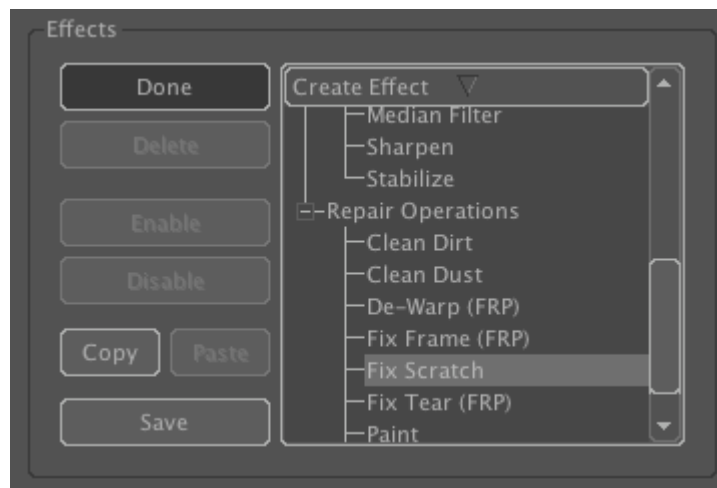 Effects
Done
Delete
Enable
Disable
Copy
Paste
Save
Create Effect
Median Filter
Sharpen
Stabilize
Repair Operations
Clean Dirt
Clean Dust
De-Warp (FRP)
Fix Frame (FRP)
Fix Scratch
Fix Tear (FRP)
Paint